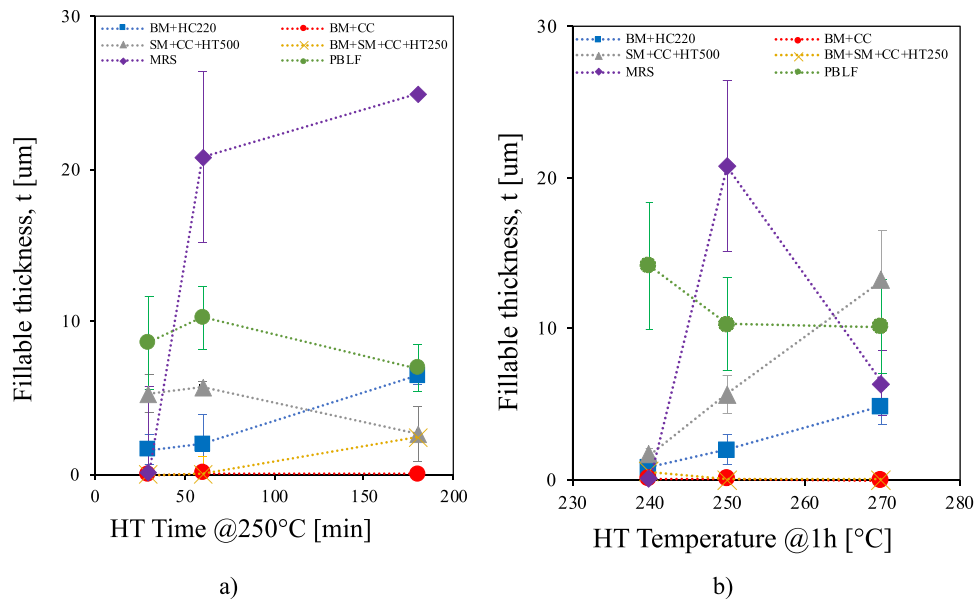 30
20
10
0
Fillable thickness, t [um]
BM+HC220
BM+CC
SM+CC+HT500
BM+SM+CC+HT250
MRS
PBLF
0
50
100
150
200
HT Time @250°C [min]
a)
30
20
10
0
Fillable thickness, t [um]
BM+HC220
BM+CC
SM+CC+HT500
BM+SM+CC+HT250
MRS
PBLF
230
240
250
260
270
280
HT Temperature @1h [°C]
b)